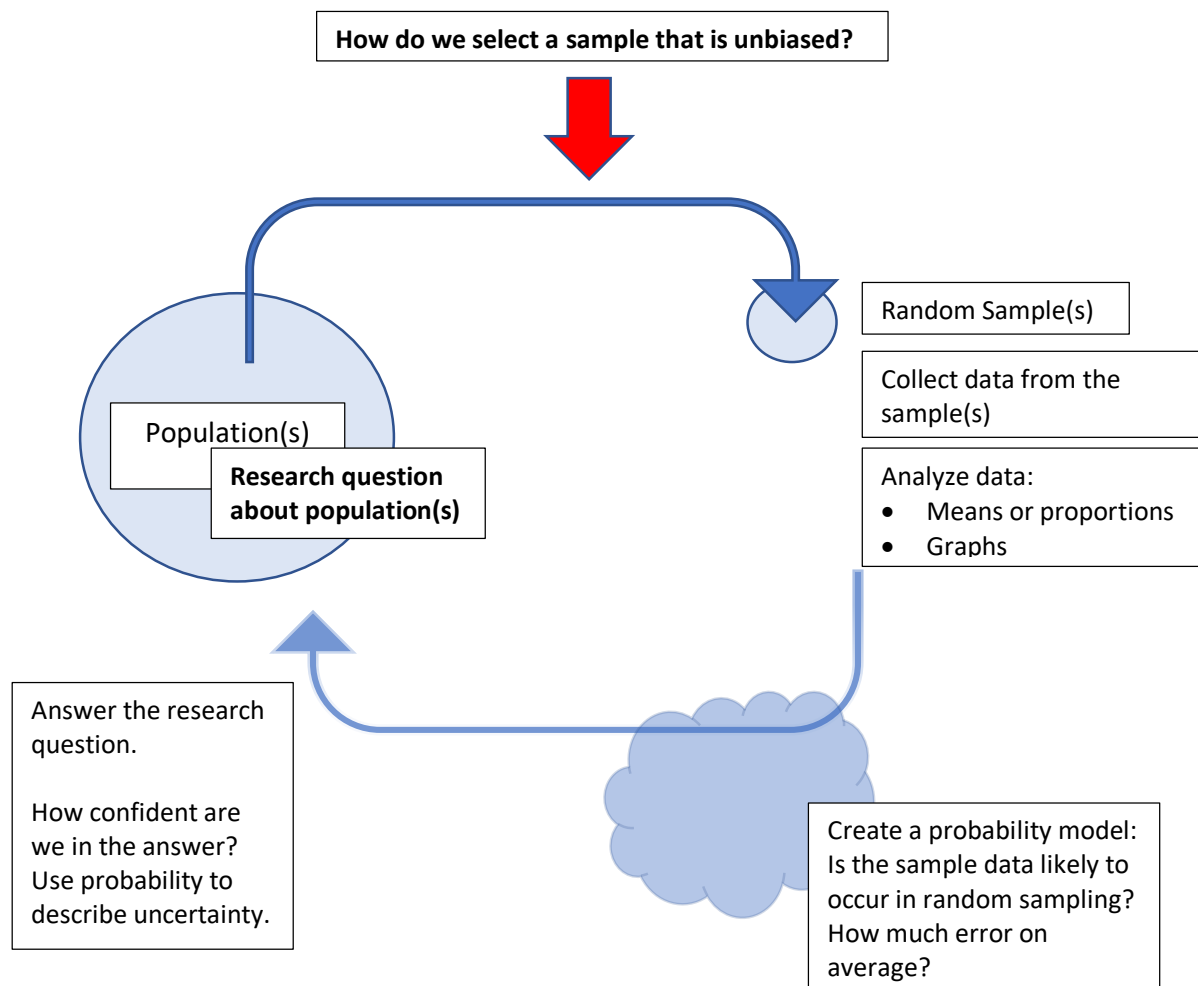 How do we select a sample that is unbiased?
Random Sample(s)
Collect data from the
sample(s)
Population(s)
Research question
about population(s)
Analyze data:
• Means or proportions
• Graphs
Answer the research
question.
How confident are
we in the answer?
Use probability to
describe uncertainty.
Create a probability model:
Is the sample data likely to
occur in random sampling?
How much error on
average?